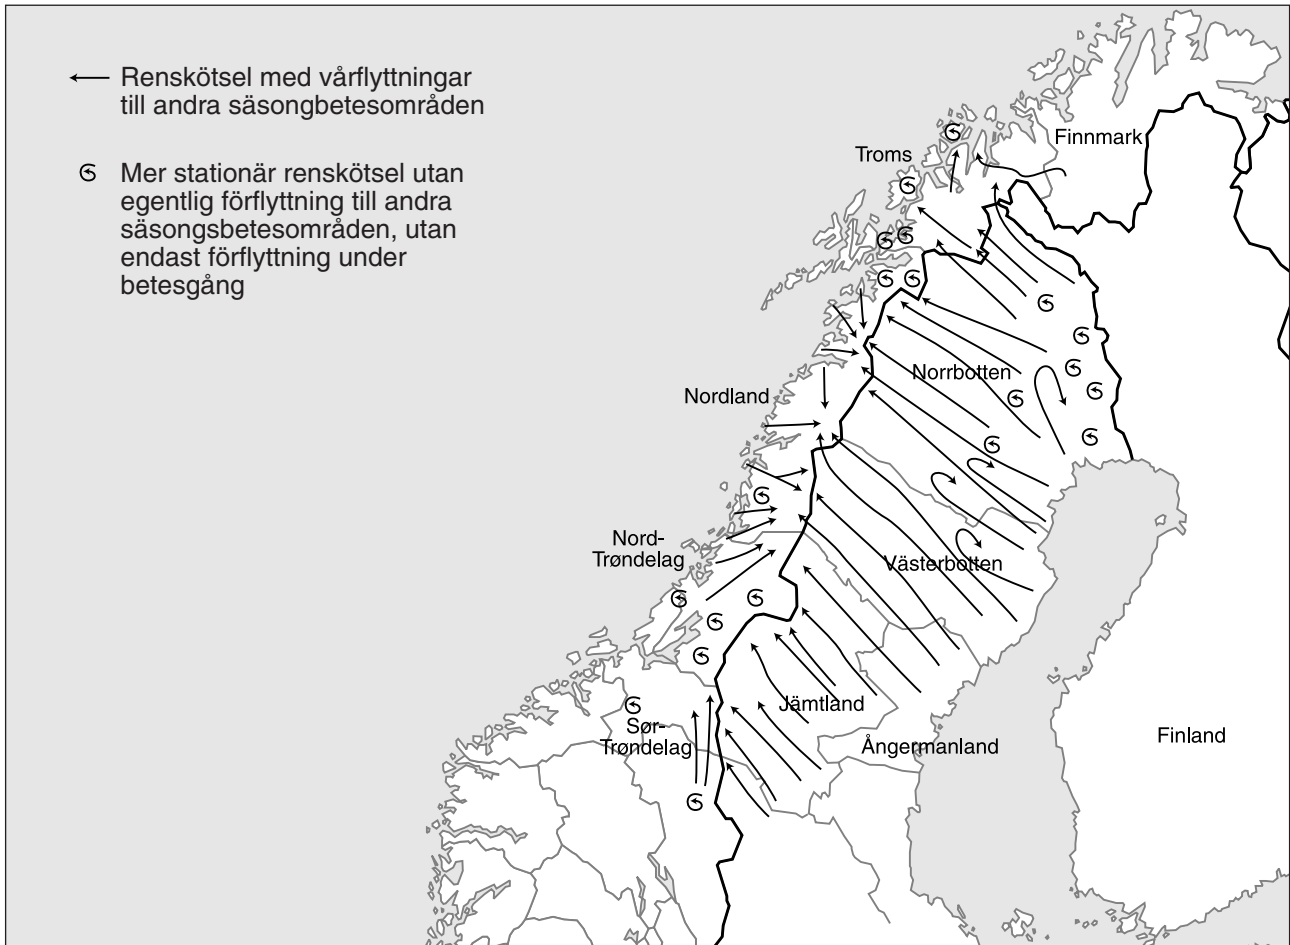 Renskötsel med vårflyttningar
till andra säsongbetesområden
Mer stationär renskötsel utan
egentlig förflyttning till andra
säsongsbetesområden, utan
endast förflyttning under
betesgång
Finnmark
Troms
Norrbotten
Nordland
Nord-
Trøndelag
Västerbotten
Jämtland
Sør-
Trøndelag
Ångermanland
Finland